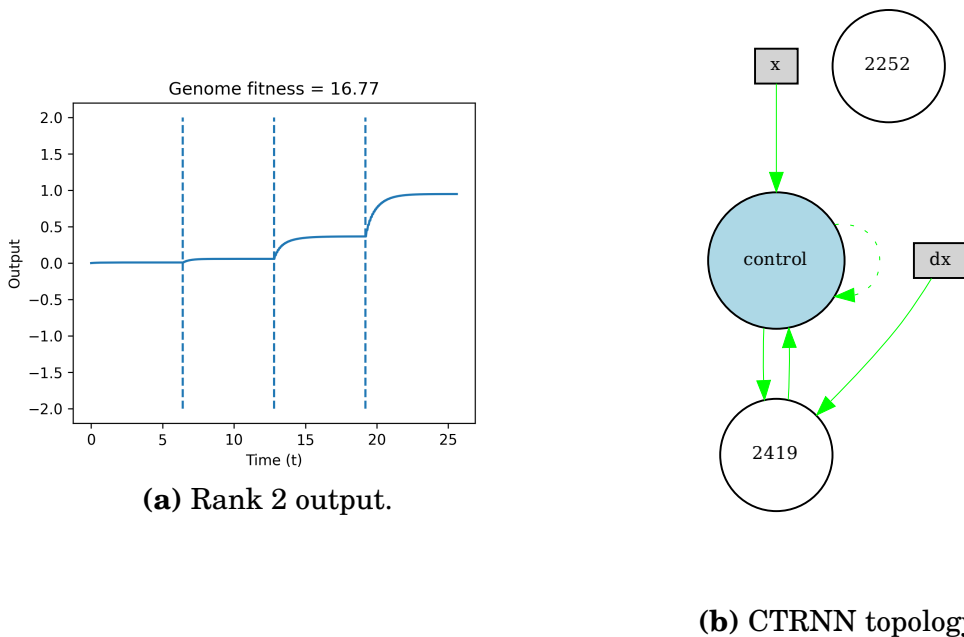 Genome fitness = 16.77
2.0
1.5
1.0
0.5
0.0
−0.5
−1.0
−1.5
−2.0
Output
0 5 10 15 20 25
Time (t)
(a) Rank 2 output.
x
2252
control
dx
2419
(b) CTRNN topology